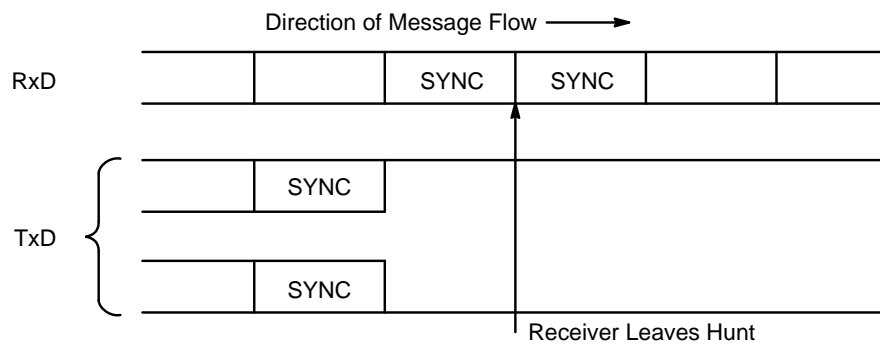 Direction of Message Flow
RxD
SYNC
SYNC
SYNC
TxD
SYNC
Receiver Leaves Hunt